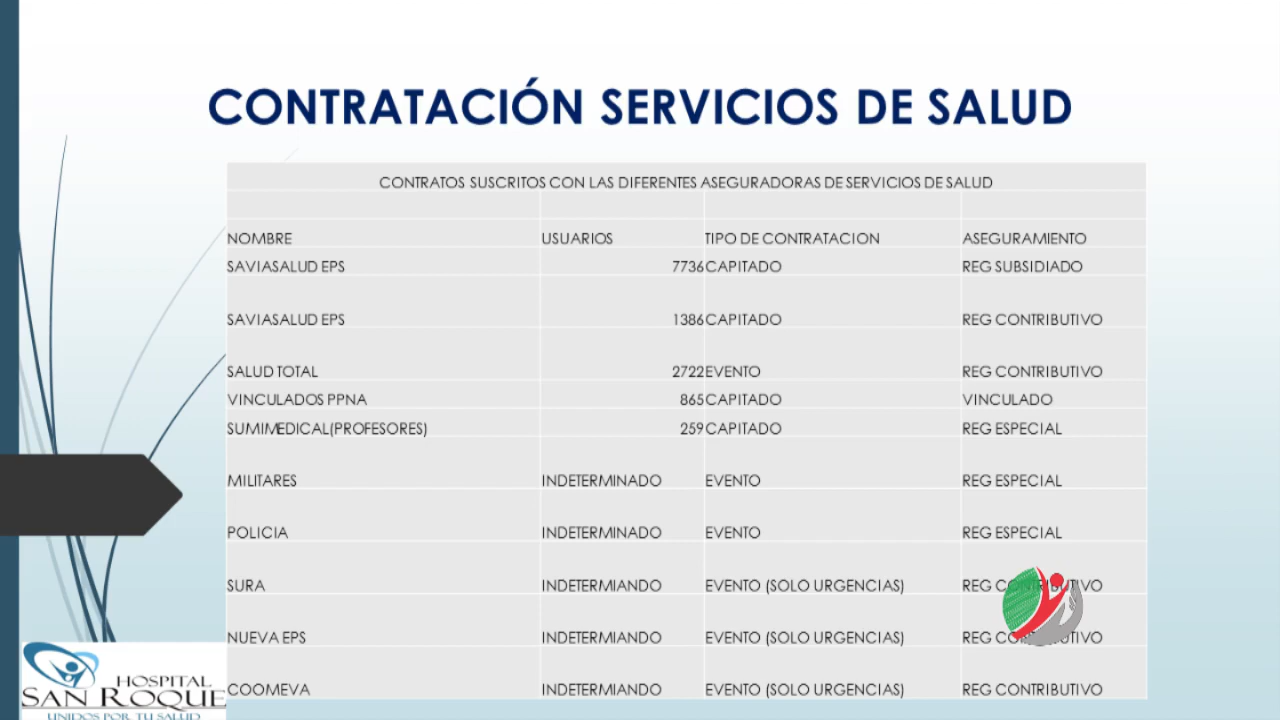 CONTRATACIÓN SERVICIOS DE SALUD
CONTRATOS SUSCRITOS CON LAS DIFERENTES ASEGURADORAS DE SERVICIOS DE SALUD
NOMBRE USUARIOS TIPO DE CONTRATACION ASEGURAMIENTO
SAVIASALUD EPS 7736 CAPITADO REG SUBSIDIADO
SAVIASALUD EPS 1386 CAPITADO REG CONTRIBUTIVO
SALUD TOTAL 2722 EVENTO REG CONTRIBUTIVO
VINCULADOS PPNA 865 CAPITADO VINCULADO
SUMIMEDICAL(PROFESORES) 259 CAPITADO REG ESPECIAL
MILITARES INDETERMINADO EVENTO REG ESPECIAL
POLICIA INDETERMINADO EVENTO REG ESPECIAL
SURA INDETERMIANDO EVENTO (SOLO URGENCIAS) REG CONTRIBUTIVO
NUEVA EPS INDETERMIANDO EVENTO (SOLO URGENCIAS) REG
COOMEVA INDETERMIANDO EVENTO (SOLO URGENCIAS) REG CONTRIBUTIVO
HOSPITAL
SAN ROQUE
UNIDOS POR TU SALUD